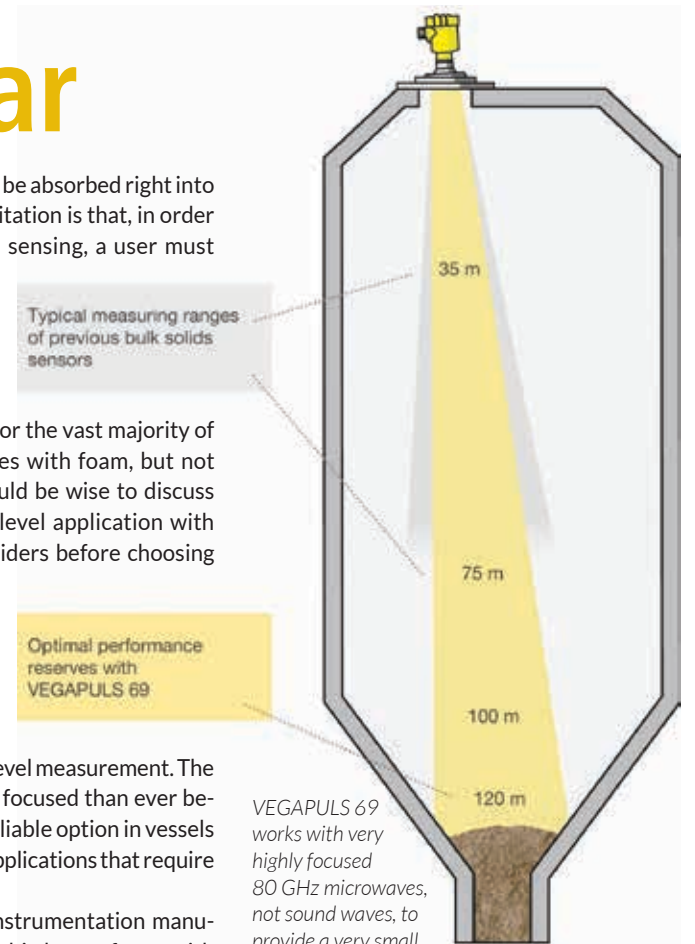 ar
be absorbed right into
itation is that, in order
sensing, a user must
Typical measuring ranges
of previous bulk solids
sensors
or the vast majority of
es with foam, but not
uld be wise to discuss
level application with
iders before choosing
Optimal performance
reserves with
VEGAPULS 69
evel measurement. The
focused than ever be-
liable option in vessels
pplications that require
nstrumentation manu-
35 m
75 m
100 m
120 m
VEGAPULS 69
works with very
highly focused
80 GHz microwaves,
not sound waves, to
provide a very small